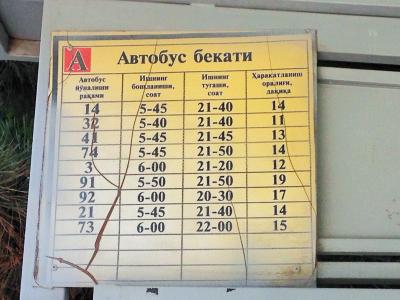 А Автобус бекати
Автобус йўналиши рақами Ишнинг бошланиши, соат Ишнинг тугаши, соат Ҳаракатланиш оралиғи, дақиқа
14 5-45 21-40 14
32 5-40 21-40 11
41 5-45 21-45 13
74 5-45 21-50 14
3 6-00 21-20 12
91 5-50 21-50 19
92 6-00 20-30 17
21 5-45 21-40 14
73 6-00 22-00 15